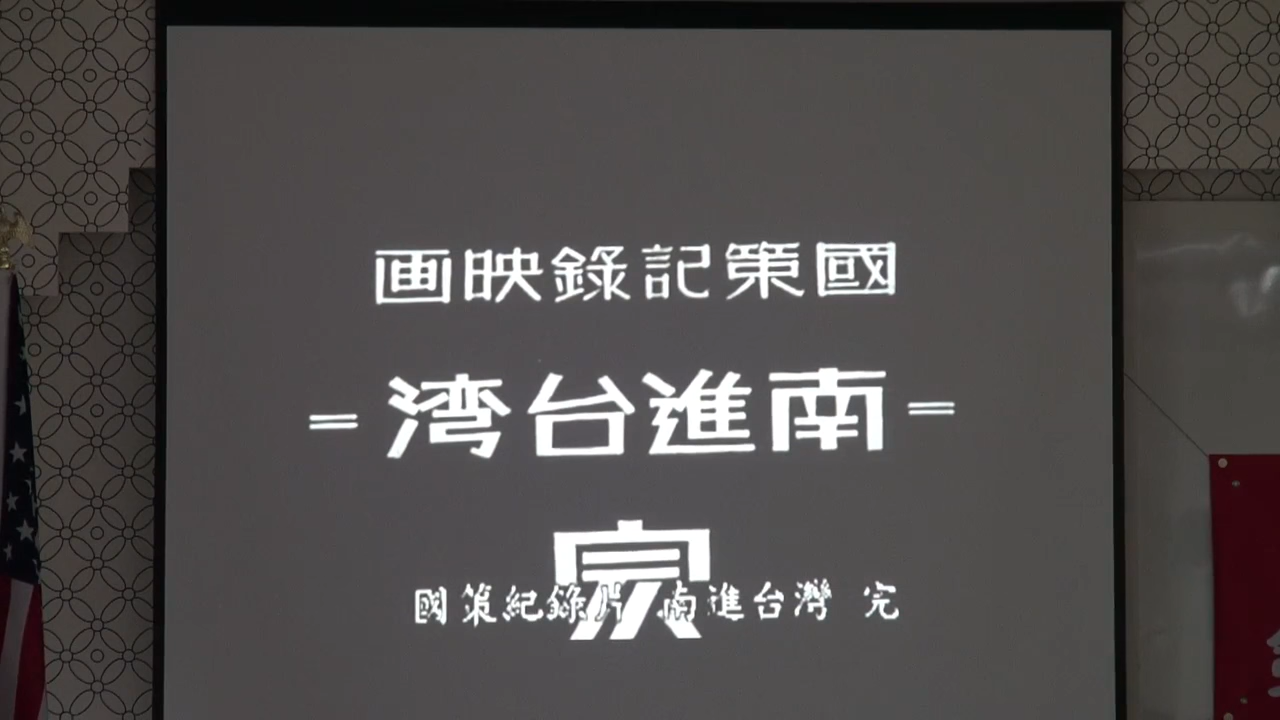 國策記錄映画
=南進台湾=
完
國策紀錄片 南進台灣 完